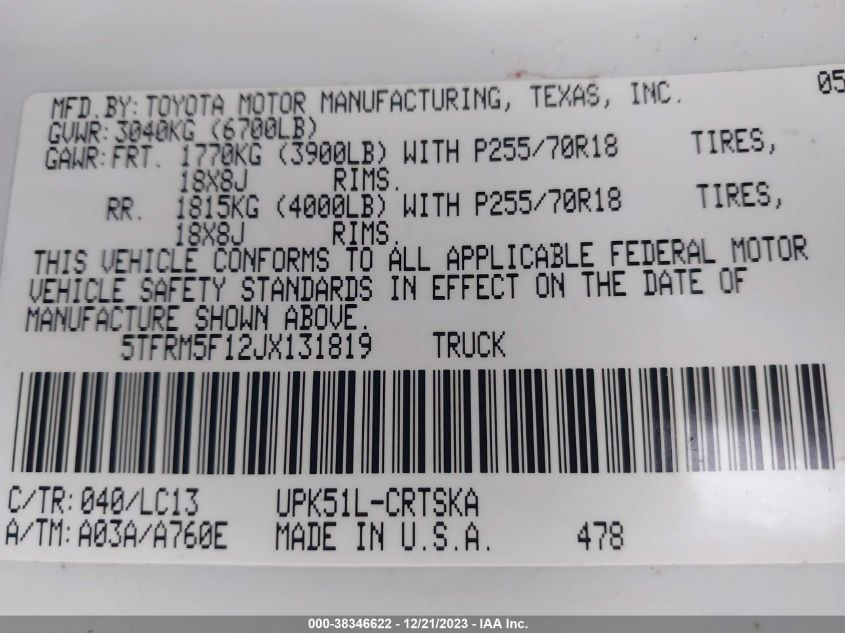 MFD.BY: TOYOTA MOTOR MANUFACTURING, TEXAS, INC. 05
GVWR: 3040KG (6700LB)
GAWR: FRT. 1770KG (3900LB) WITH P255/70R18 TIRES,
18X8J RIMS.
RR. 1815KG (4000LB) WITH P255/70R18 TIRES,
18X8J RIMS.
THIS VEHICLE CONFORMS TO ALL APPLICABLE FEDERAL MOTOR
VEHICLE SAFETY STANDARDS IN EFFECT ON THE DATE OF
MANUFACTURE SHOWN ABOVE.
5TFRM5F12JX131819 TRUCK
C/TR: 040/LC13 UPK51L-CRTSKA
A/TM: A03A/A760E MADE IN U.S.A. 478
000-38346622 - 12/21/2023 - IAA Inc.